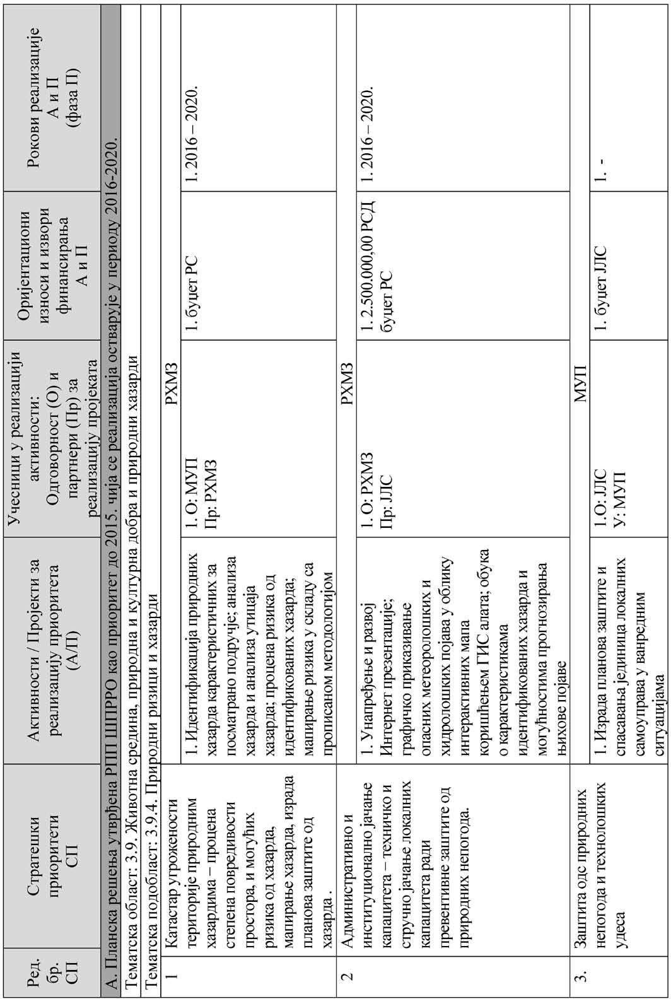 Ред.
бр.
СП
Стратешки
приоритети
СП
Активности / Пројекти за
реализацију приоритета
(А/П)
Учесници у реализацији
активности:
Одговорност (О) и
партнери (Пр) за
реализацију пројеката
Оријентациони
износи и извори
финансирања
А и П
Рокови реализације
А и П
(фаза П)
А. Планска решења утврђена РПП ШПРРО као приоритет до 2015. чија се реализација остварује у периоду 2016-2020.
Тематска област: 3.9. Животна средина, природна и културна добра и природни хазарди
Тематска подобласт: 3.9.4. Природни ризици и хазарди
1
Катастар угрожености
територије природним
хазардима – процена
степена повредивости
простора, и могућих
ризика од хазарда,
мапирање хазарда, израда
планова заштите од
хазарда .
РХМЗ
1. Идентификација природних
хазарда карактеристичних за
посматрано подручје; анализа
хазарда и анализа утицаја
хазарда; процена ризика од
идентификованих хазарда;
мапирање ризика у складу са
прописаном методологијом
1. О: МУП
Пр: РХМЗ
1. буџет РС
1. 2016 – 2020.
2
Административно и
институционално јачање
капацитета – техничко и
стручно јачање локалних
капацитета ради
превентивне заштите од
природних непогода.
РХМЗ
1. Унапређење и развој
Интернет презентације;
графичко приказивање
опасних метеоролошких и
хидролошких појава у облику
интерактивних мапа
коришћењем ГИС алата; обука
о карактеристикама
идентификованих хазарда и
могућностима прогнозирања
њихове појаве
1. О: РХМЗ
Пр: ЈЛС
1. 2.500.000,00 РСД
буџет РС
1. 2016 – 2020.
3.
Заштита одс природних
непогода и технолошких
удеса
МУП
1. Израда планова заштите и
спасавања јединица локалних
самоуправа у ванредним
ситуацијама
1.О: ЈЛС
У: МУП
1. буџет ЈЛС
1. -